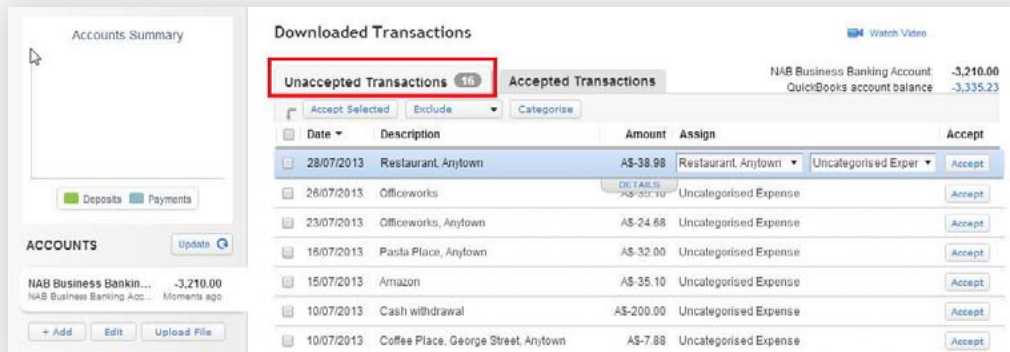 Accounts Summary
Deposits Payments
ACCOUNTS Update
NAB Business Bankin... -3,210.00
NAB Business Banking Acc... Moments ago
+ Add Edit Upload File
Downloaded Transactions
Watch Video
Unaccepted Transactions 16 Accepted Transactions
NAB Business Banking Account -3,210.00
QuickBooks account balance -3,335.23
Accept Selected Exclude Categorise
Date Description Amount Assign Accept
28/07/2013 Restaurant, Anytown A$-38.98 Restaurant, Anytown Uncategorised Exper Accept
DETAILS
26/07/2013 Officeworks Uncategorised Expense Accept
23/07/2013 Officeworks, Anytown A$-24.68 Uncategorised Expense Accept
16/07/2013 Pasta Place, Anytown A$-32.00 Uncategorised Expense Accept
15/07/2013 Amazon A$-35.10 Uncategorised Expense Accept
10/07/2013 Cash withdrawal A$-200.00 Uncategorised Expense Accept
10/07/2013 Coffee Place, George Street, Anytown A$-7.88 Uncategorised Expense Accept